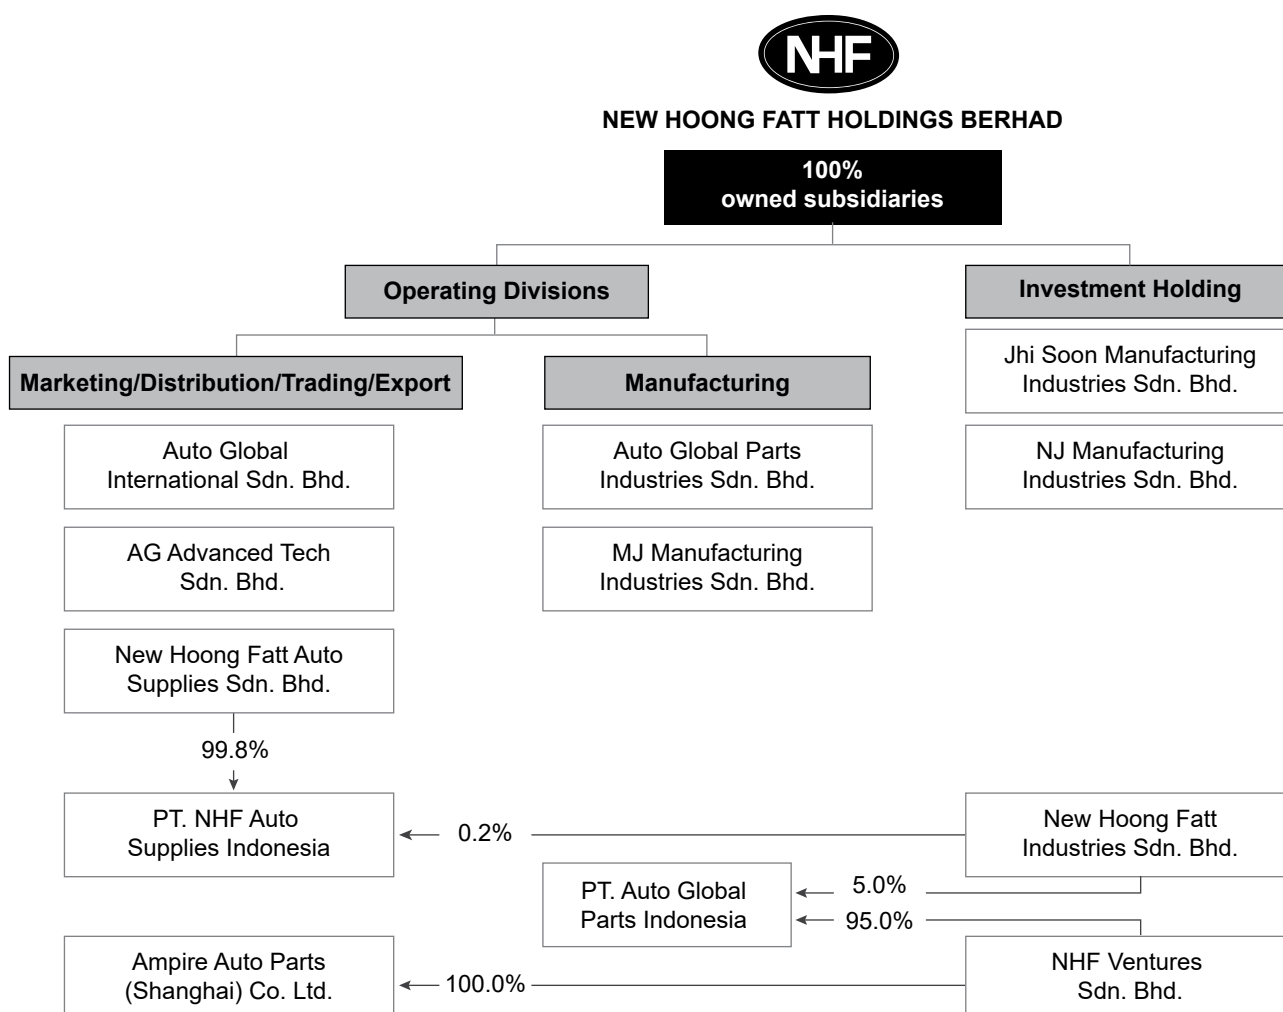 NHF
NEW HOONG FATT HOLDINGS BERHAD
100%
owned subsidiaries
Operating Divisions
Investment Holding
Marketing/Distribution/Trading/Export
Manufacturing
Jhi Soon Manufacturing
Industries Sdn. Bhd.
Auto Global
International Sdn. Bhd.
Auto Global Parts
Industries Sdn. Bhd.
NJ Manufacturing
Industries Sdn. Bhd.
AG Advanced Tech
Sdn. Bhd.
MJ Manufacturing
Industries Sdn. Bhd.
New Hoong Fatt Auto
Supplies Sdn. Bhd.
99.8%
PT. NHF Auto
Supplies Indonesia
0.2%
New Hoong Fatt
Industries Sdn. Bhd.
PT. Auto Global
Parts Indonesia
5.0%
95.0%
Ampire Auto Parts
(Shanghai) Co. Ltd.
100.0%
NHF Ventures
Sdn. Bhd.